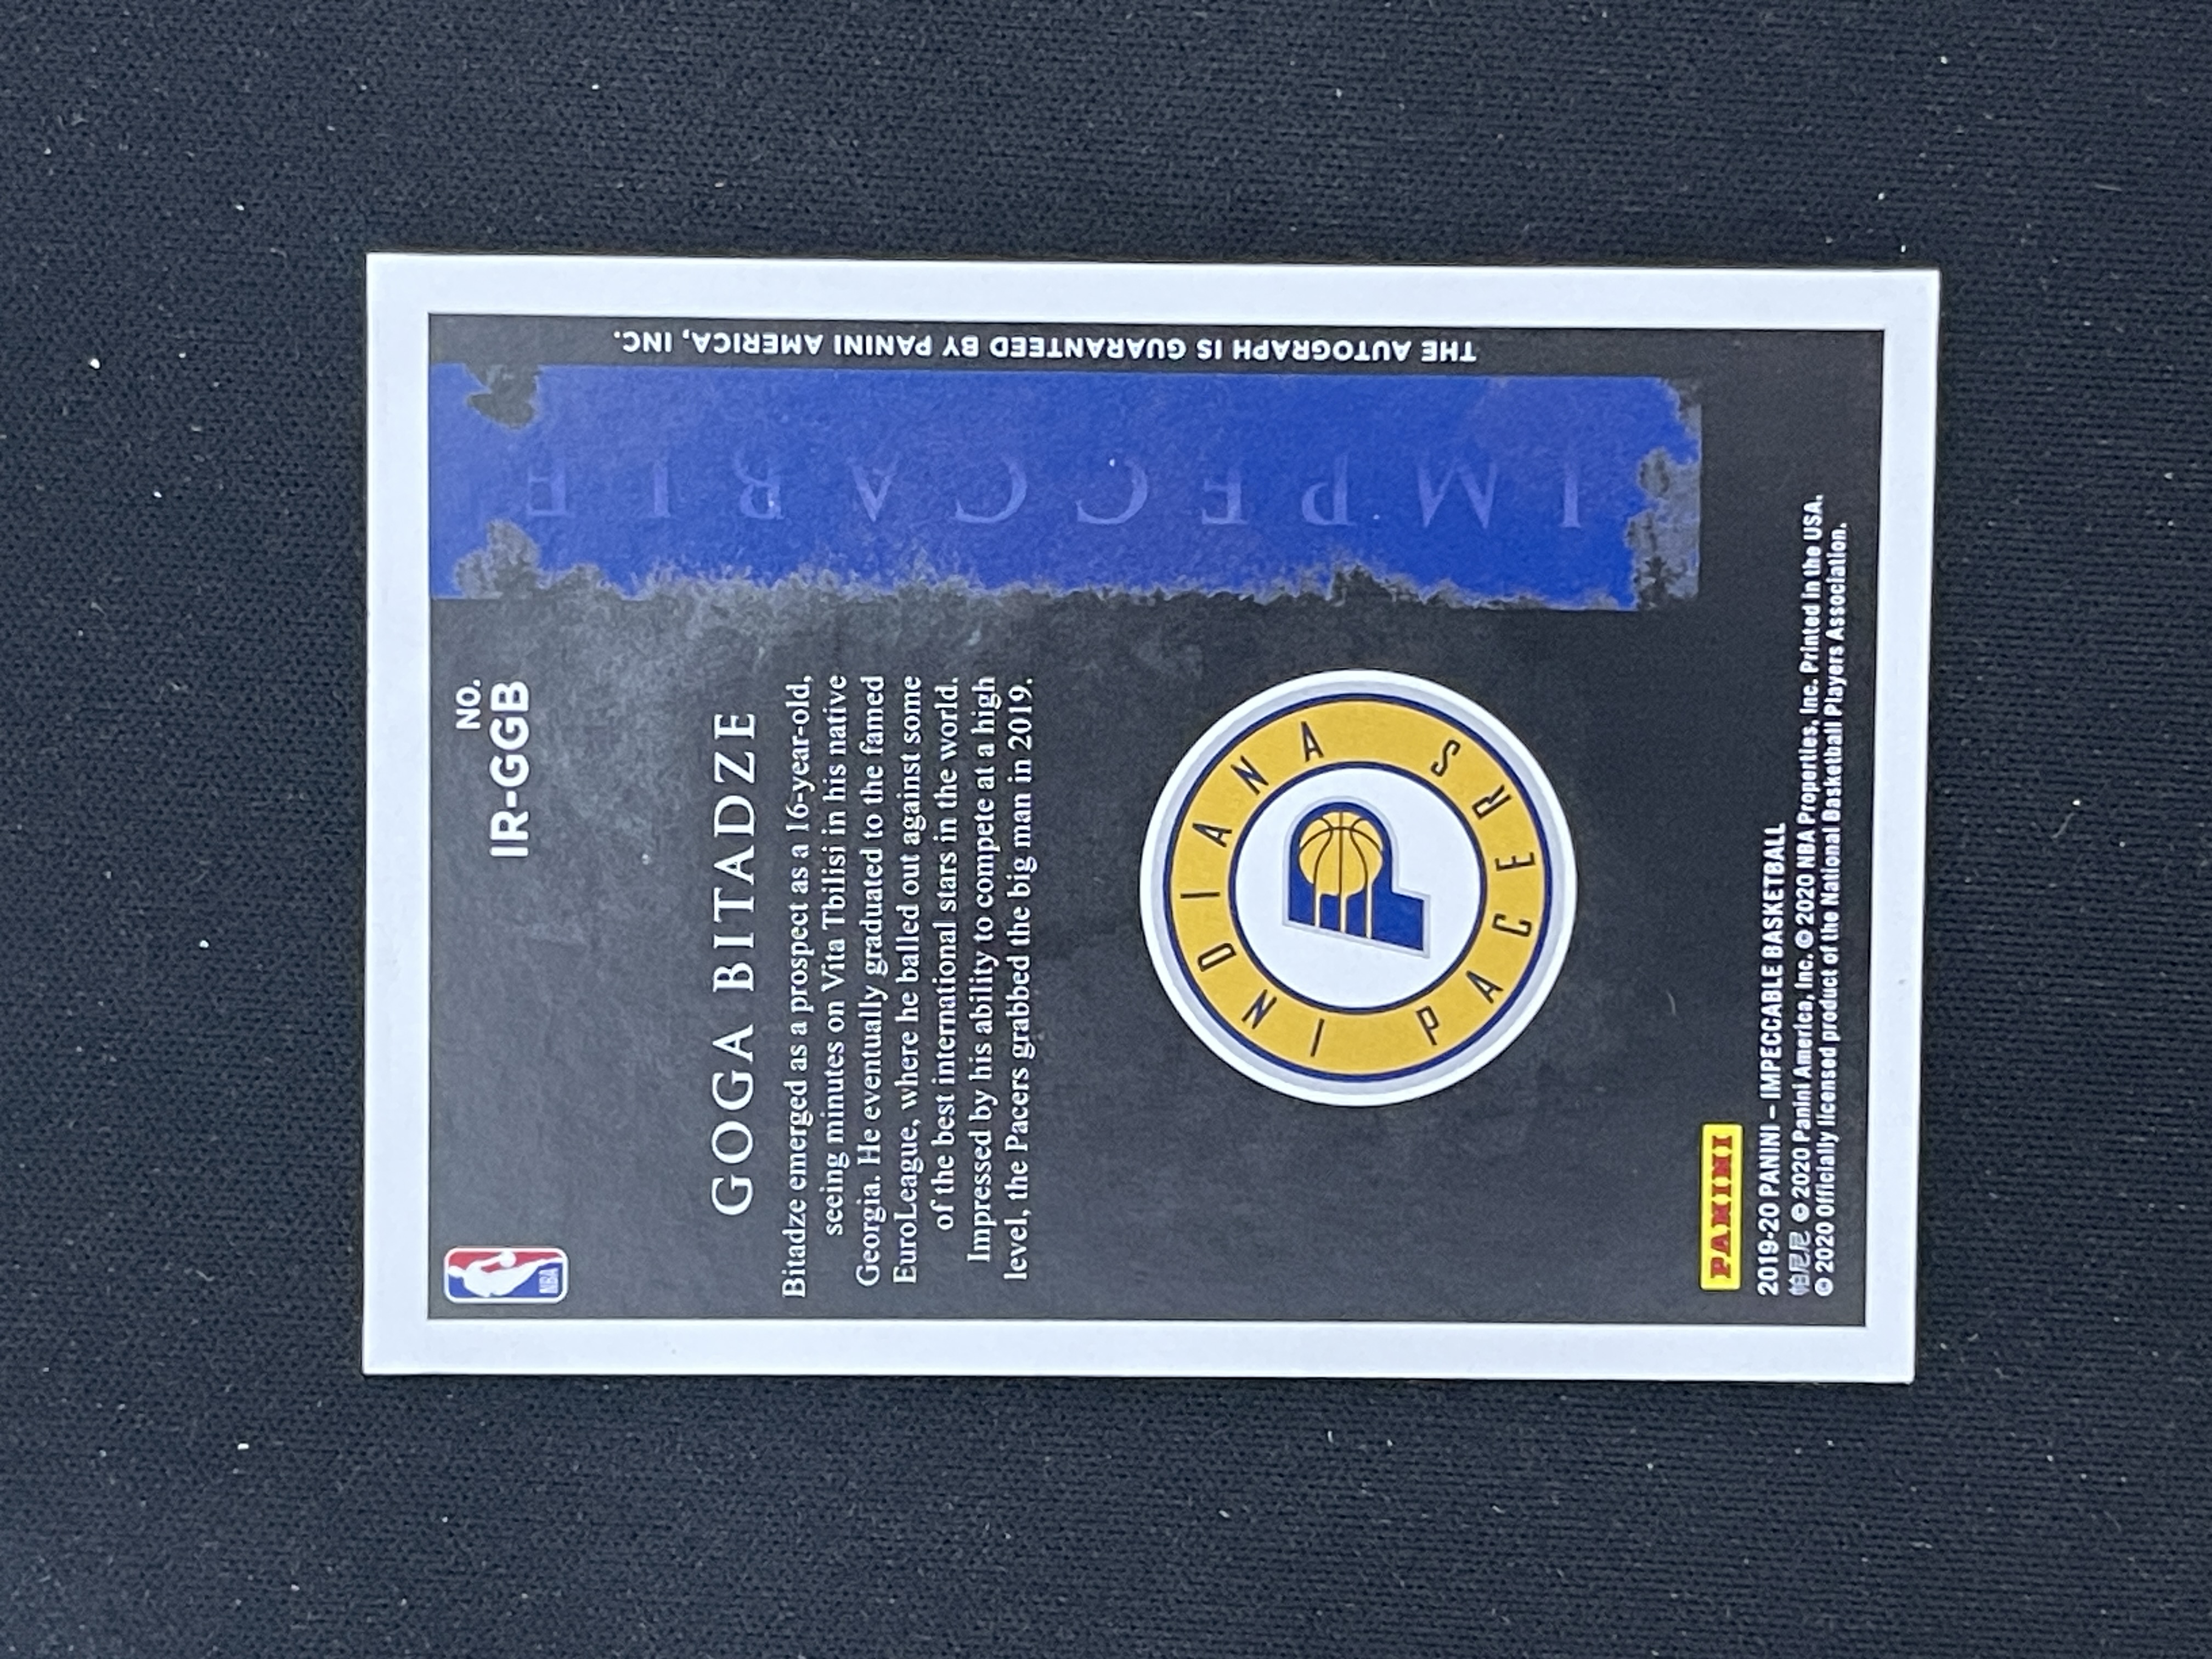 NBA
NO.
IR-GGB
GOGA BITADZE
Bitadze emerged as a prospect as a 16-year-old,
seeing minutes on Vita Tbilisi in his native
Georgia. He eventually graduated to the famed
EuroLeague, where he balled out against some
of the best international stars in the world.
Impressed by his ability to compete at a high
level, the Pacers grabbed the big man in 2019.
INDIANA
PACERS
PANINI
2019-20 PANINI – IMPECCABLE BASKETBALL
帕尼尼 © 2020 Panini America, Inc. © 2020 NBA Properties, Inc. Printed in the USA.
© 2020 Officially licensed product of the National Basketball Players Association.
IMPECCABLE
THE AUTOGRAPH IS GUARANTEED BY PANINI AMERICA, INC.